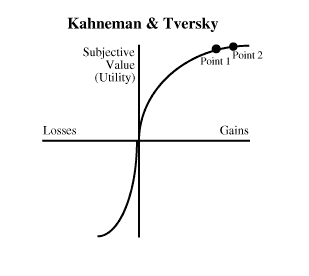 Kahneman & Tversky
Subjective
Value
(Utility)
Point 1
Point 2
Losses
Gains